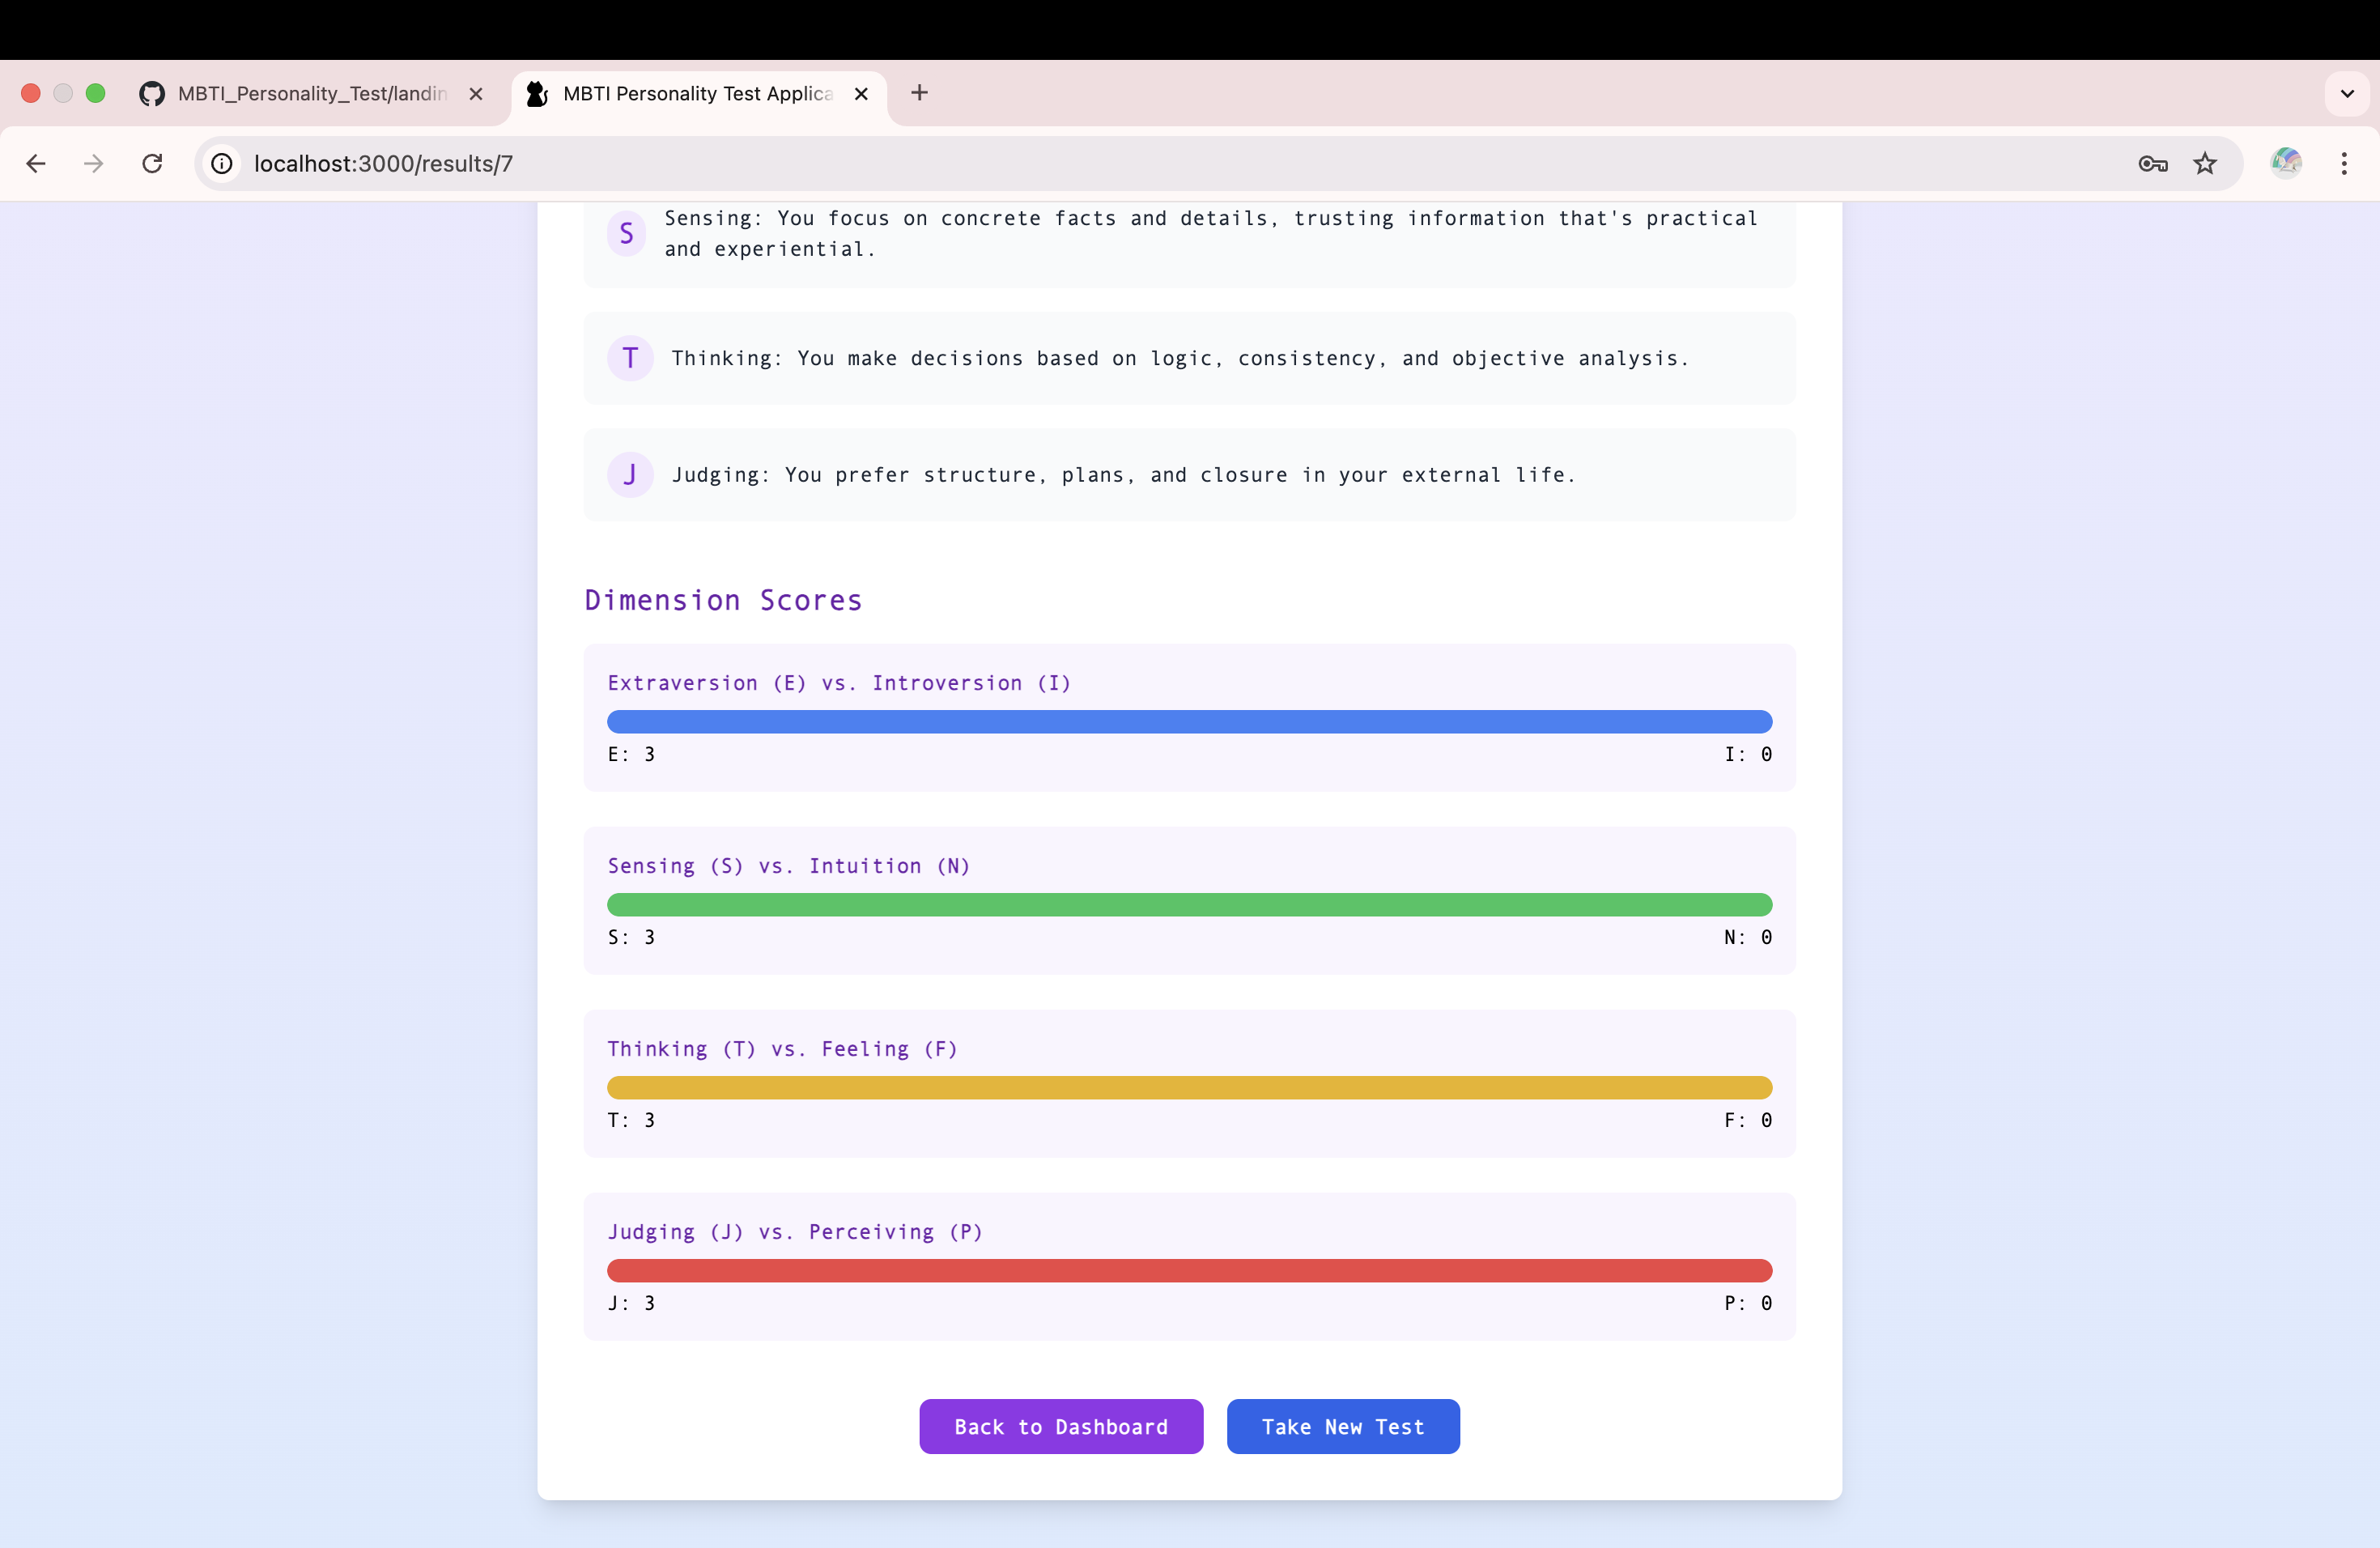 MBTI_Personality_Test/landin
MBTI Personality Test Applica
localhost:3000/results/7
S
Sensing: You focus on concrete facts and details, trusting information that's practical
and experiential.
T
Thinking: You make decisions based on logic, consistency, and objective analysis.
J
Judging: You prefer structure, plans, and closure in your external life.
Dimension Scores
Extraversion (E) vs. Introversion (I)
E: 3 I: 0
Sensing (S) vs. Intuition (N)
S: 3 N: 0
Thinking (T) vs. Feeling (F)
T: 3 F: 0
Judging (J) vs. Perceiving (P)
J: 3 P: 0
Back to Dashboard
Take New Test